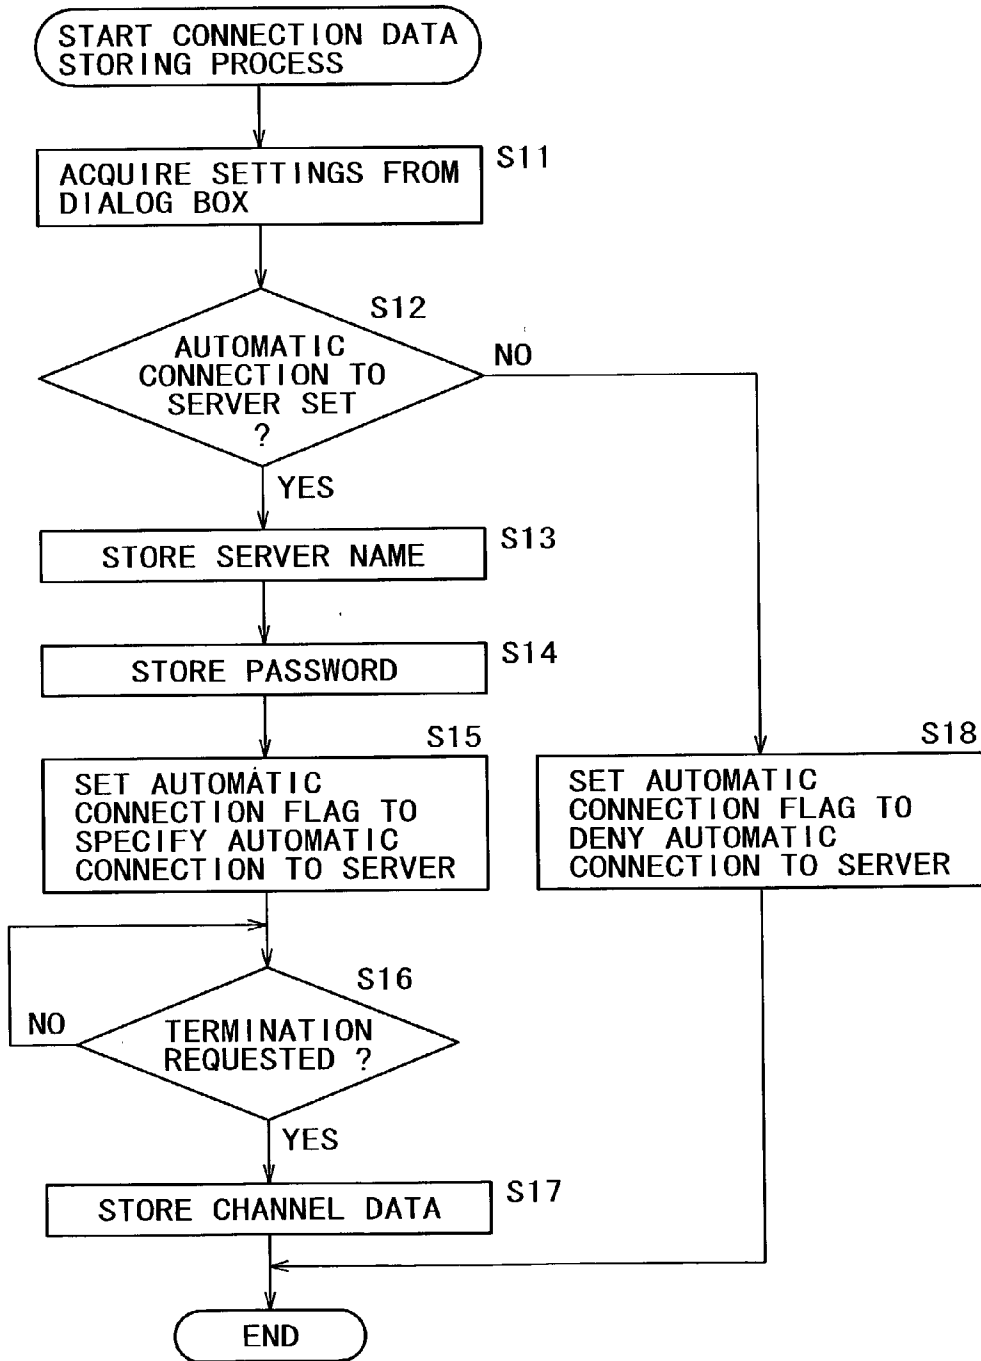 START CONNECTION DATA
STORING PROCESS
S11
ACQUIRE SETTINGS FROM
DIALOG BOX
S12
AUTOMATIC
CONNECTION TO
SERVER SET
?
NO
YES
S13
STORE SERVER NAME
S14
STORE PASSWORD
S15
SET AUTOMATIC
CONNECTION FLAG TO
SPECIFY AUTOMATIC
CONNECTION TO SERVER
S18
SET AUTOMATIC
CONNECTION FLAG TO
DENY AUTOMATIC
CONNECTION TO SERVER
S16
NO
TERMINATION
REQUESTED ?
YES
S17
STORE CHANNEL DATA
END